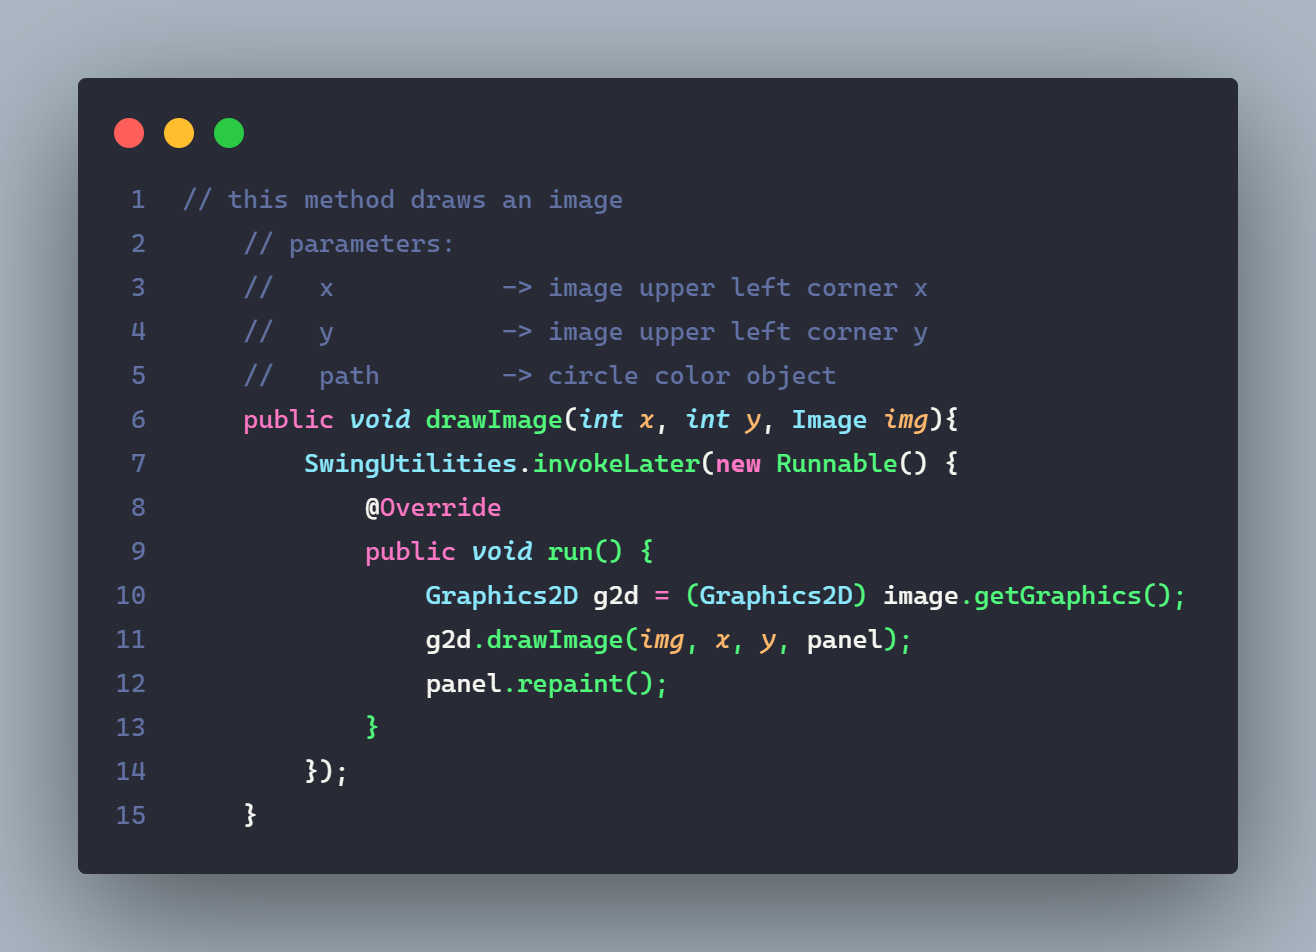 1 // this method draws an image
2     // parameters:
3     //   x           -> image upper left corner x
4     //   y           -> image upper left corner y
5     //   path        -> circle color object
6     public void drawImage(int x, int y, Image img){
7         SwingUtilities.invokeLater(new Runnable() {
8             @Override
9             public void run() {
10                 Graphics2D g2d = (Graphics2D) image.getGraphics();
11                 g2d.drawImage(img, x, y, panel);
12                 panel.repaint();
13             }
14         });
15     }